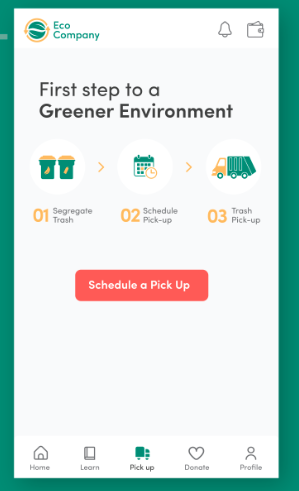 Eco
Company
First step to a
Greener Environment
01 Segregate
Trash
02 Schedule
Pick-up
03 Trash
Pick-up
Schedule a Pick Up
Home Learn Pick up Donate Profile